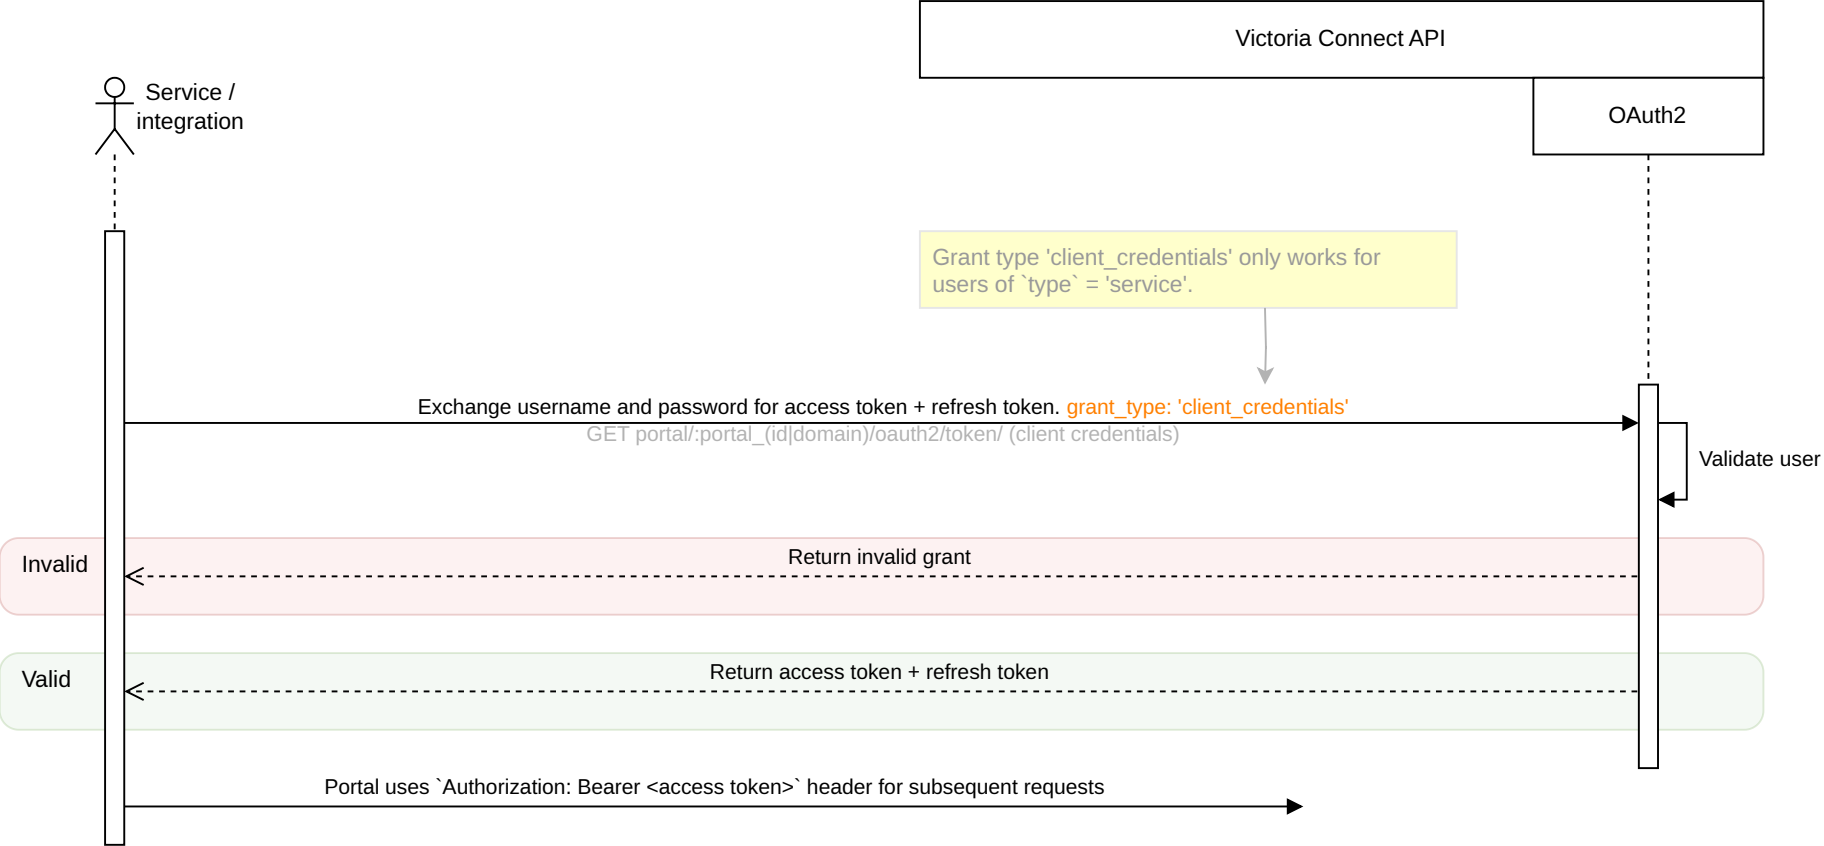 Victoria Connect API
Service /
integration
OAuth2
Grant type 'client_credentials' only works for
users of `type` = 'service'.
Exchange username and password for access token + refresh token. grant_type: 'client_credentials'
GET portal/:portal_(id|domain)/oauth2/token/ (client credentials)
Validate user
Invalid
Return invalid grant
Valid
Return access token + refresh token
Portal uses `Authorization: Bearer <access token>` header for subsequent requests